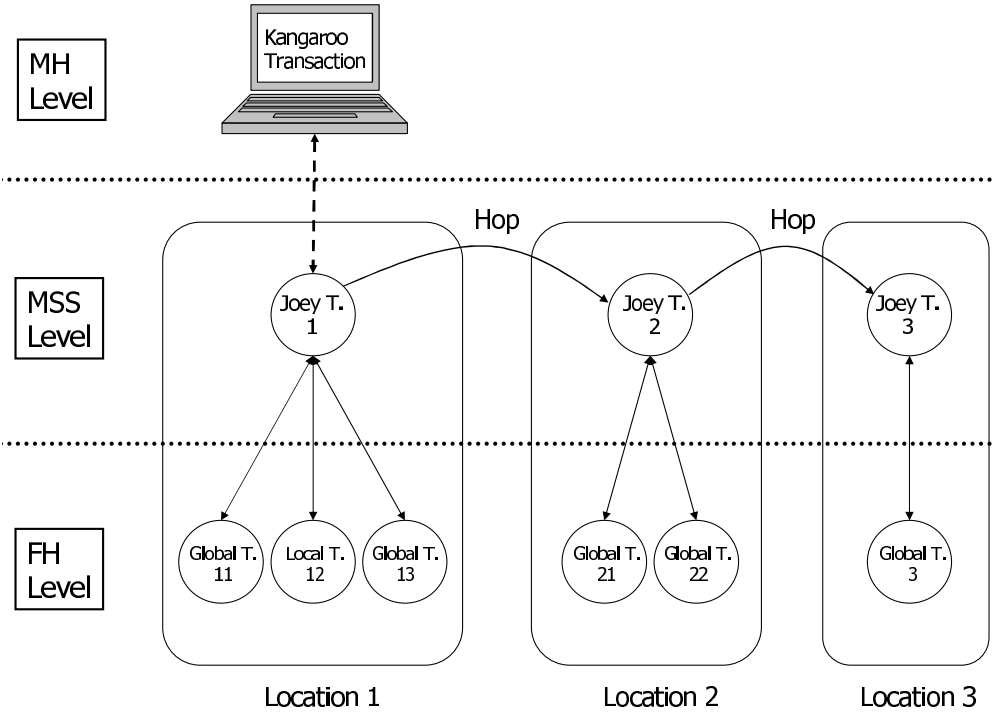 MH
Level
Kangaroo
Transaction
Hop
Hop
MSS
Level
Joey T.
1
Joey T.
2
Joey T.
3
FH
Level
Global T.
11
Local T.
12
Global T.
13
Global T.
21
Global T.
22
Global T.
3
Location 1
Location 2
Location 3